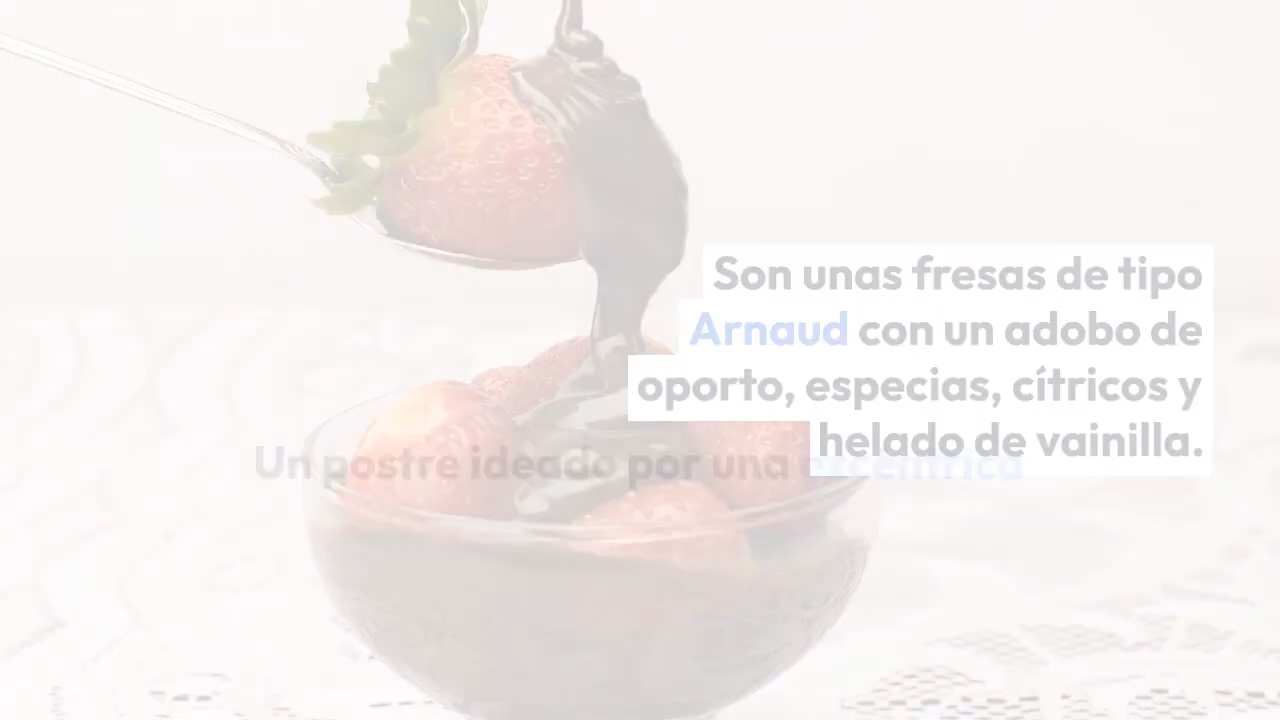 Son unas fresas de tipo
Arnaud con un adobo de
oporto, especias, cítricos y
helado de vainilla.
Un postre ideado por una excéntrica